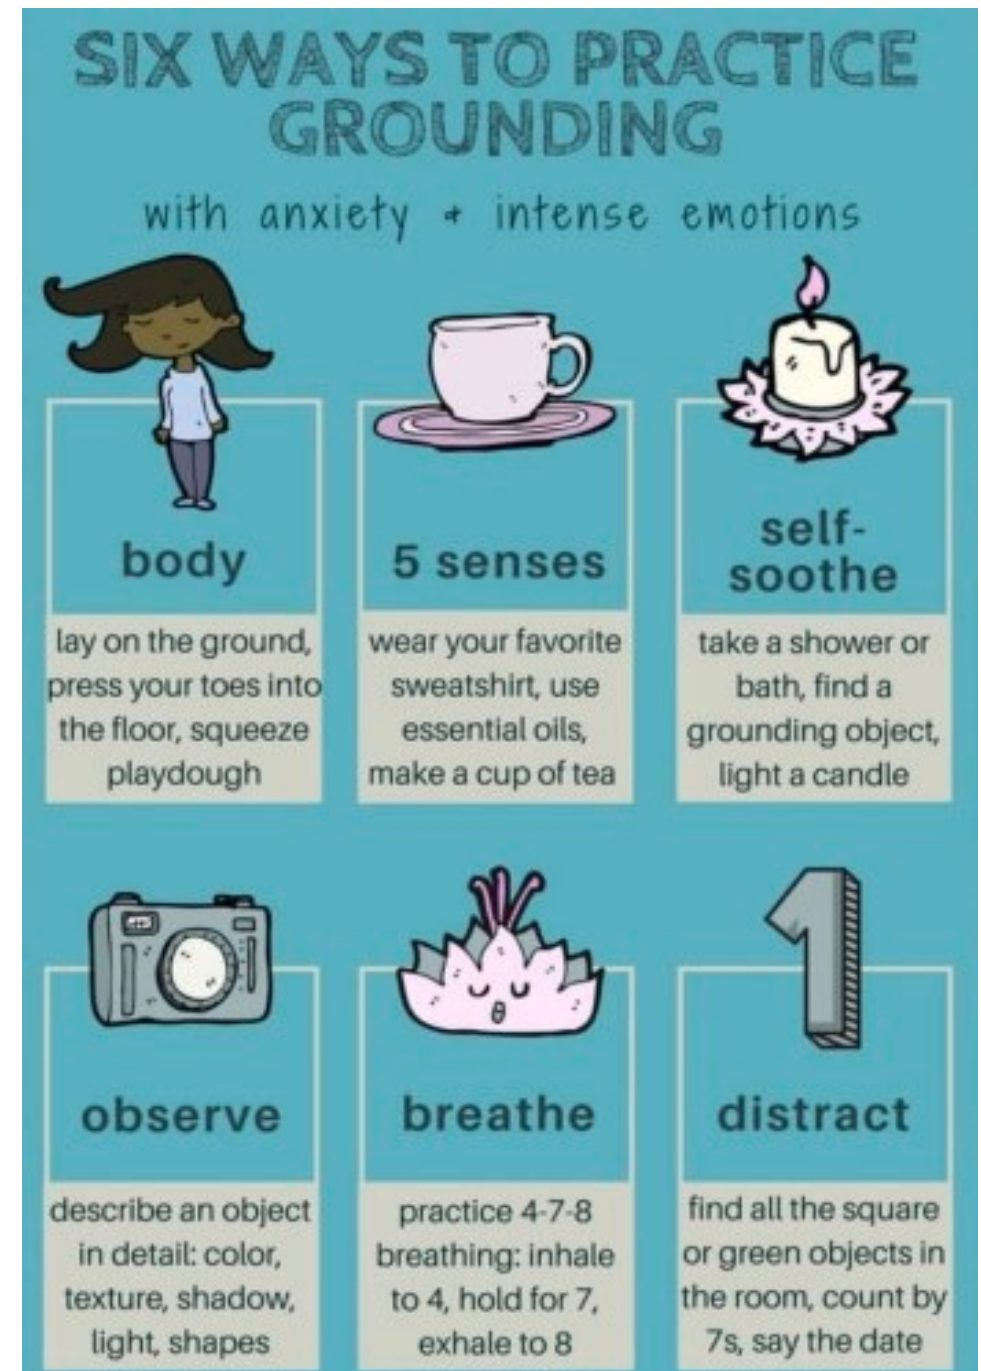 SIX WAYS TO PRACTICE
GROUNDING
with anxiety + intense emotions
body
lay on the ground,
press your toes into
the floor, squeeze
playdough
5 senses
wear your favorite
sweatshirt, use
essential oils,
make a cup of tea
self-
soothe
take a shower or
bath, find a
grounding object,
light a candle
observe
describe an object
in detail: color,
texture, shadow,
light, shapes
breathe
practice 4-7-8
breathing: inhale
to 4, hold for 7,
exhale to 8
1
distract
find all the square
or green objects in
the room, count by
7s, say the date